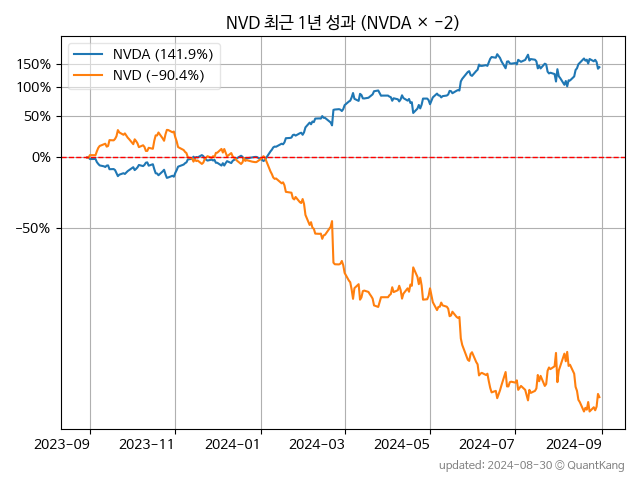 NVD 최근 1년 성과 (NVDA × -2)
NVDA (141.9%)
NVD (-90.4%)
150%
100%
50%
0%
-50%
2023-09 2023-11 2024-01 2024-03 2024-05 2024-07 2024-09
updated: 2024-08-30 © QuantKang